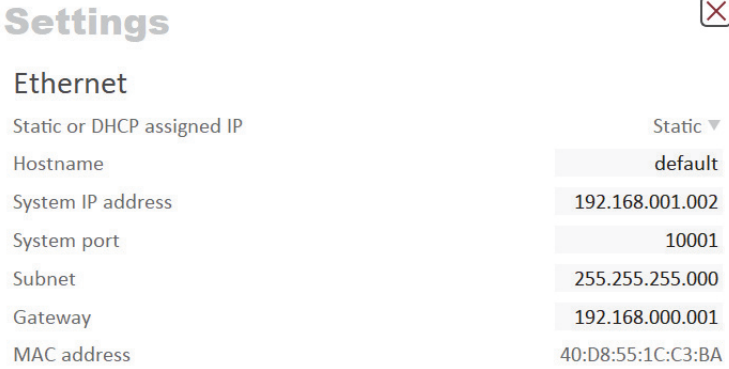 Settings
Ethernet
Static or DHCP assigned IP Static
Hostname default
System IP address 192.168.001.002
System port 10001
Subnet 255.255.255.000
Gateway 192.168.000.001
MAC address 40:D8:55:1C:C3:BA